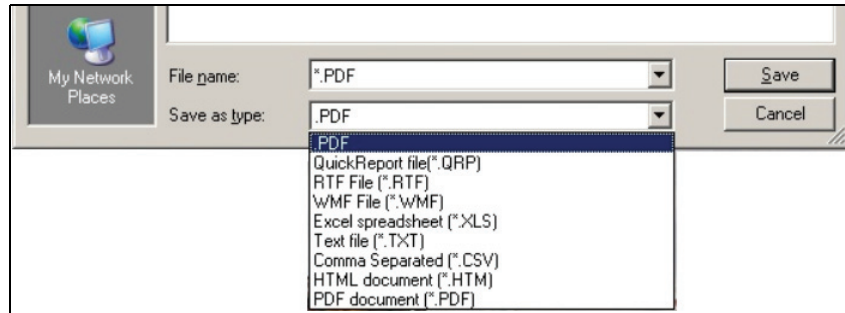 My Network
Places
File name:
*.PDF
Save
Save as type:
.PDF
Cancel
.PDF
QuickReport file(*.QRP)
RTF File (*.RTF)
WMF File (*.WMF)
Excel spreadsheet (*.XLS)
Text file (*.TXT)
Comma Separated (*.CSV)
HTML document (*.HTM)
PDF document (*.PDF)